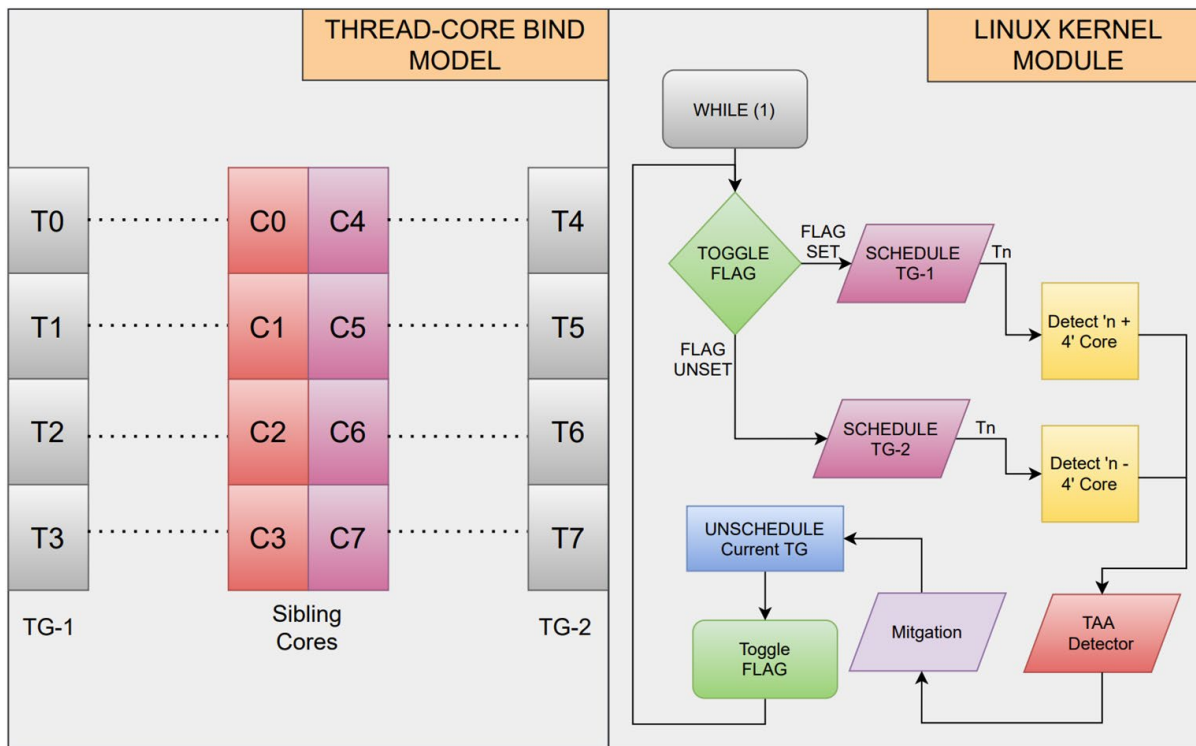 THREAD-CORE BIND
MODEL
T0
C0
C4
T4
T1
C1
C5
T5
T2
C2
C6
T6
T3
C3
C7
T7
TG-1
Sibling
Cores
TG-2
LINUX KERNEL
MODULE
WHILE (1)
TOGGLE
FLAG
FLAG
SET
SCHEDULE
TG-1
Tn
Detect 'n +
4' Core
FLAG
UNSET
SCHEDULE
TG-2
Tn
Detect 'n -
4' Core
TAA
Detector
Mitgation
UNSCHEDULE
Current TG
Toggle
FLAG